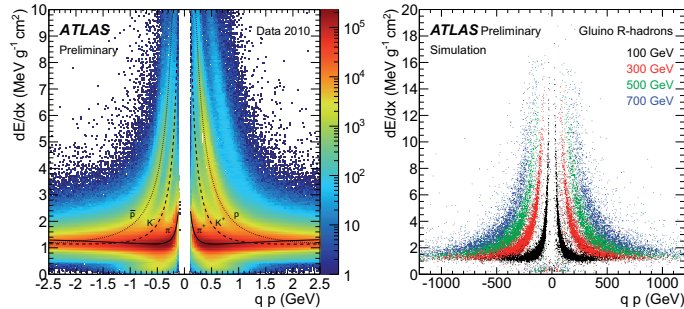 ATLAS
Preliminary
Data 2010
dE/dx (MeV g⁻¹ cm²)
10
9
8
7
6
5
4
3
2
1
0
p̄
K⁻
π⁻
π⁺
K⁺
p
-2.5 -2 -1.5 -1 -0.5 0 0.5 1 1.5 2 2.5
q p (GeV)
10⁵
10⁴
10³
10²
10
1
ATLAS Preliminary
Simulation
Gluino R-hadrons
100 GeV
300 GeV
500 GeV
700 GeV
dE/dx (MeV g⁻¹ cm²)
20
18
16
14
12
10
8
6
4
2
0
-1000 -500 0 500 1000
q p (GeV)